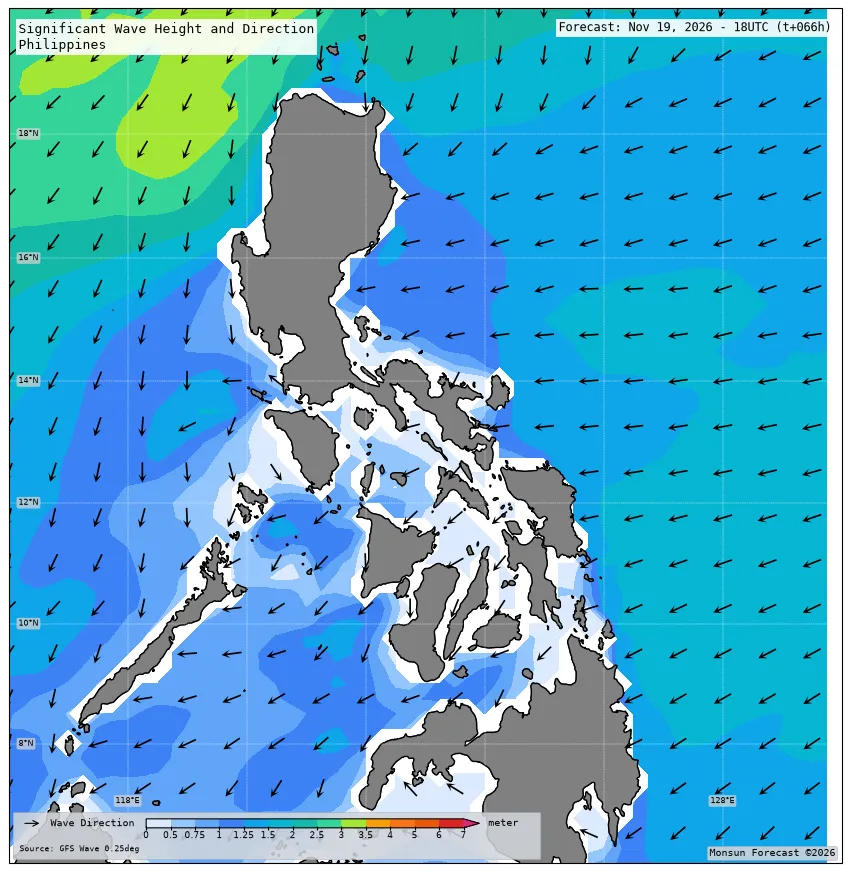 Significant Wave Height and Direction
Philippines
Forecast: Nov 19, 2026 - 18UTC (t+066h)
18°N
16°N
14°N
12°N
10°N
8°N
118°E
128°E
Wave Direction
0 0.5 0.75 1 1.25 1.5 2 2.5 3 3.5 4 5 6 7
meter
Source: GFS Wave 0.25deg
Monsun Forecast ©2026